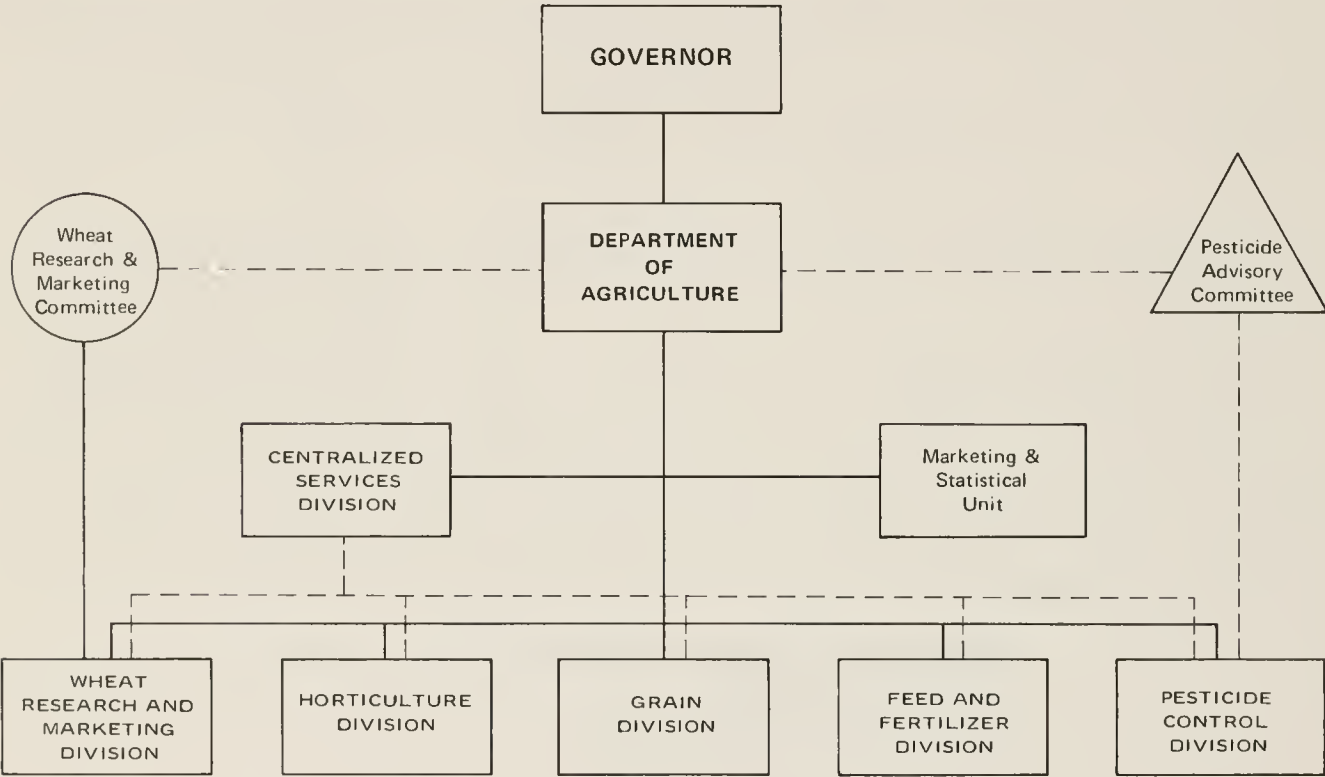 GOVERNOR
Wheat
Research &
Marketing
Committee
DEPARTMENT
OF
AGRICULTURE
Pesticide
Advisory
Committee
CENTRALIZED
SERVICES
DIVISION
Marketing &
Statistical
Unit
WHEAT
RESEARCH AND
MARKETING
DIVISION
HORTICULTURE
DIVISION
GRAIN
DIVISION
FEED AND
FERTILIZER
DIVISION
PESTICIDE
CONTROL
DIVISION